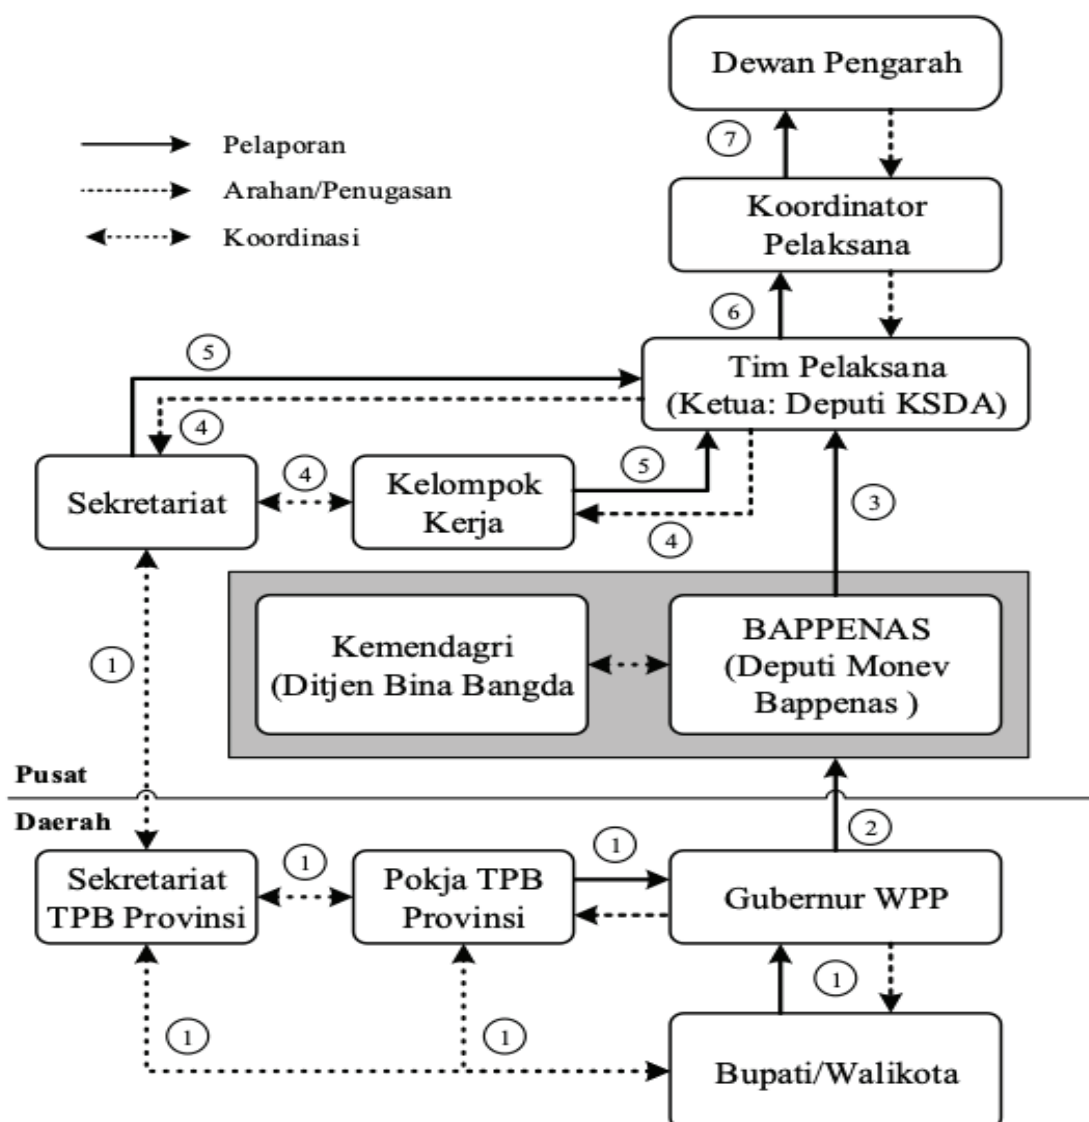 Dewan Pengarah
7
Pelaporan
Arahan/Penugasan
Koordinasi
Koordinator
Pelaksana
6
5
Tim Pelaksana
(Ketua: Deputi KSDA)
4
Sekretariat
4
Kelompok
Kerja
5
4
3
1
Kemendagri
(Ditjen Bina Bangda
BAPPENAS
(Deputi Monev
Bappenas )
Pusat
Daerah
2
Sekretariat
TPB Provinsi
1
Pokja TPB
Provinsi
1
Gubernur WPP
1
1
1
Bupati/Walikota